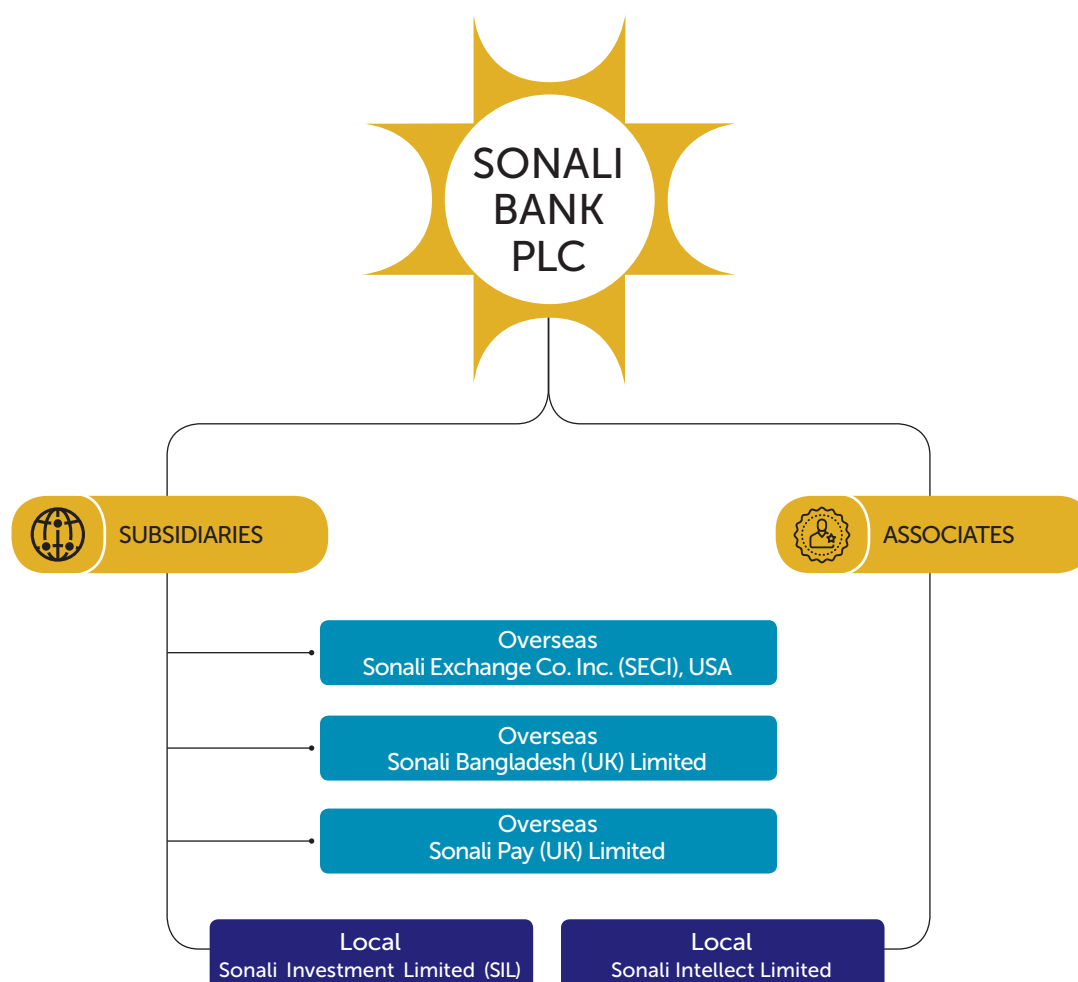 SONALI
BANK
PLC
SUBSIDIARIES
ASSOCIATES
Overseas
Sonali Exchange Co. Inc. (SECI), USA
Overseas
Sonali Bangladesh (UK) Limited
Overseas
Sonali Pay (UK) Limited
Local
Sonali Investment Limited (SIL)
Local
Sonali Intellect Limited